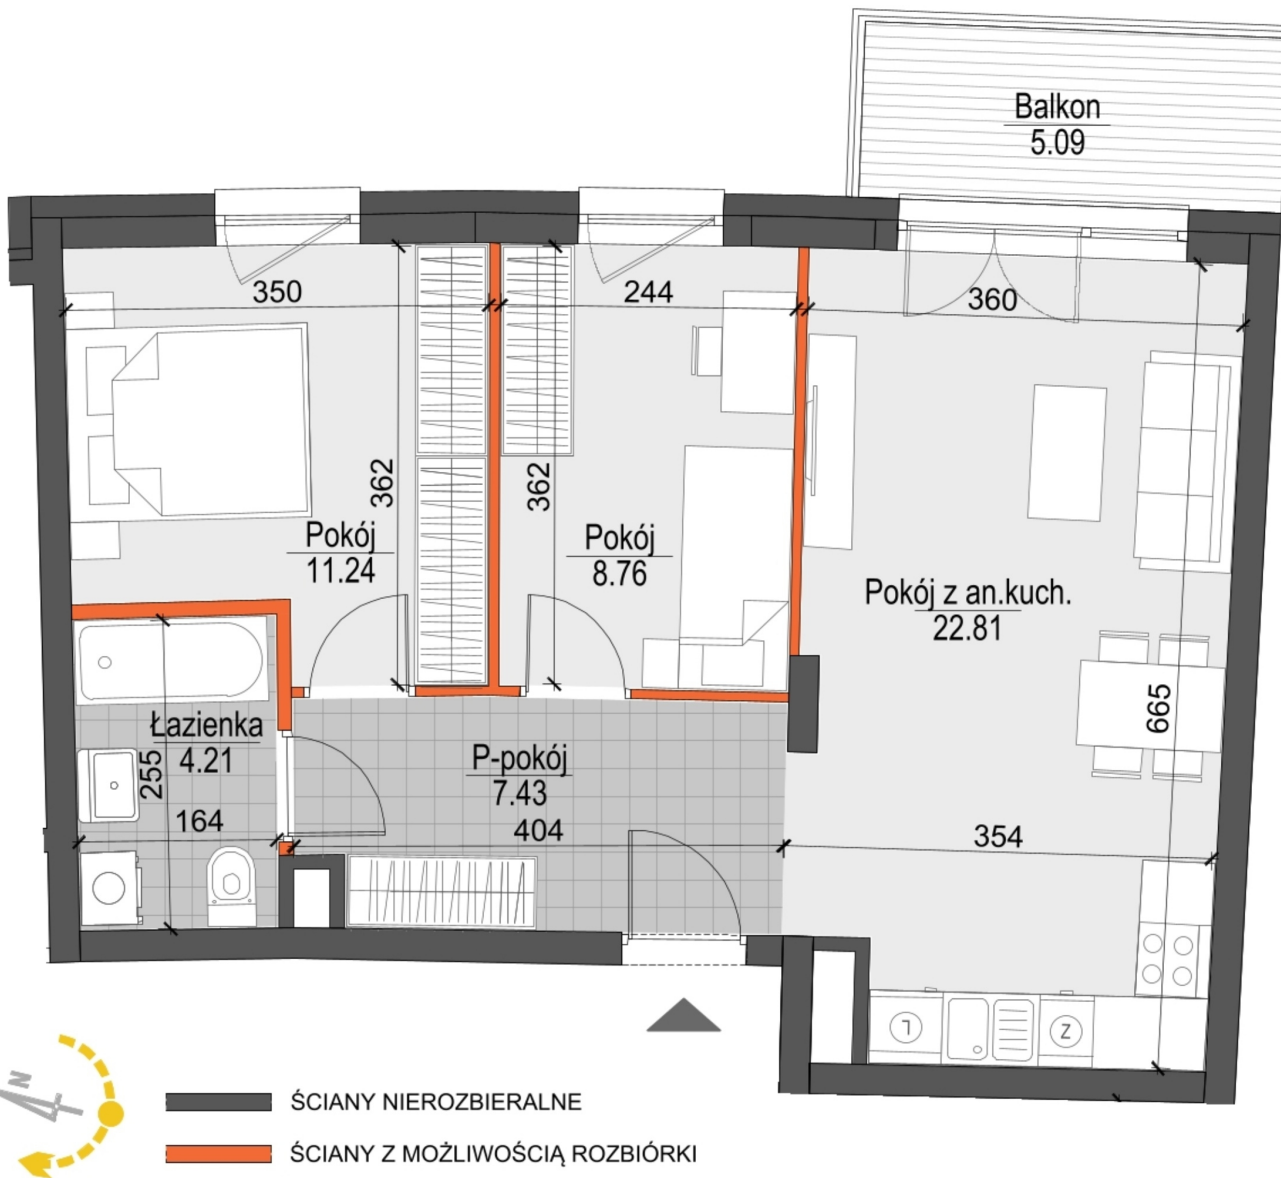 Balkon
5.09
350
244
360
362
362
Pokój
11.24
Pokój
8.76
Pokój z an.kuch.
22.81
665
Łazienka
4.21
255
164
P-pokój
7.43
404
354
L
Z
N
ŚCIANY NIEROZBIERALNE
ŚCIANY Z MOŻLIWOŚCIĄ ROZBIÓRKI